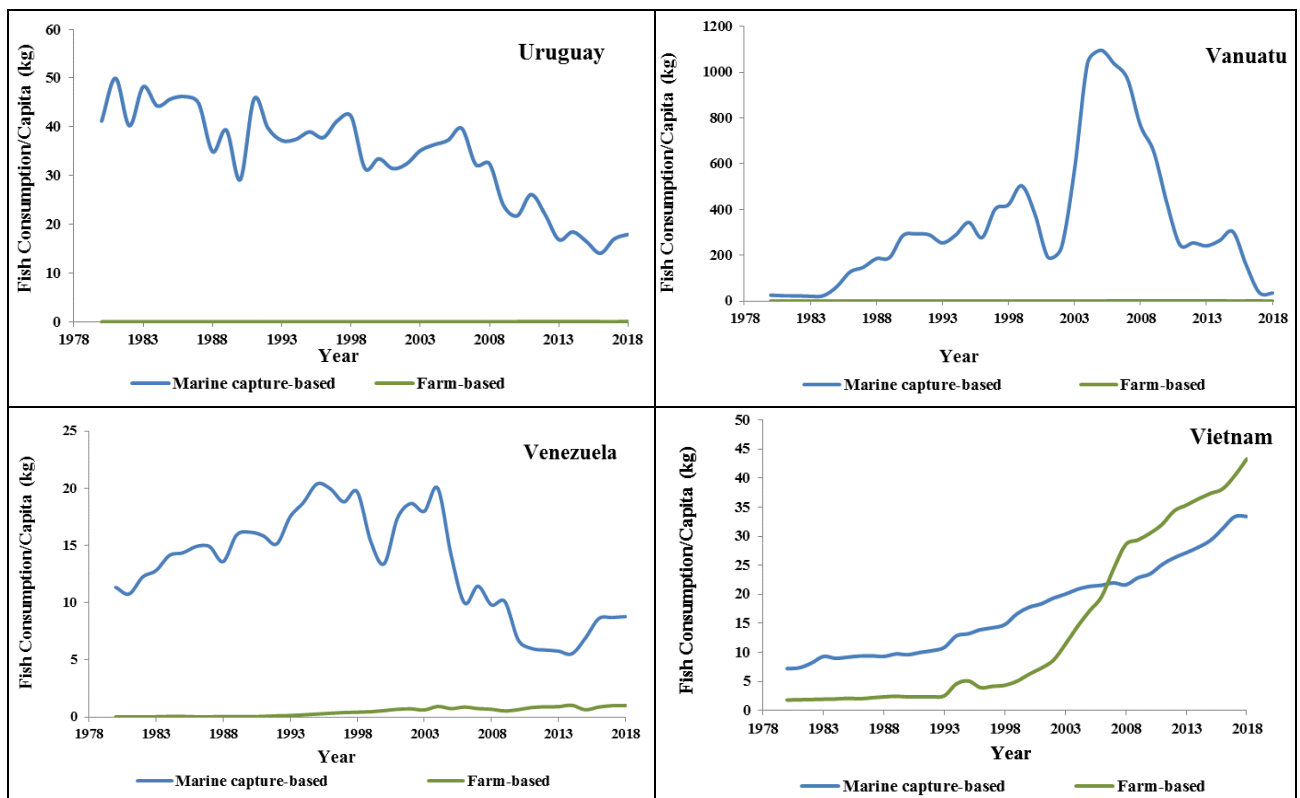 Uruguay
Fish Consumption/Capita (kg)
60
50
40
30
20
10
0
1978 1983 1988 1993 1998 2003 2008 2013 2018
Year
Marine capture-based Farm-based
Vanuatu
Fish Consumption/Capita (kg)
1200
1000
800
600
400
200
0
1978 1983 1988 1993 1998 2003 2008 2013 2018
Year
Marine capture-based Farm-based
Venezuela
Fish Consumption/Capita (kg)
25
20
15
10
5
0
1978 1983 1988 1993 1998 2003 2008 2013 2018
Year
Marine capture-based Farm-based
Vietnam
Fish Consumption/Capita (kg)
50
45
40
35
30
25
20
15
10
5
0
1978 1983 1988 1993 1998 2003 2008 2013 2018
Year
Marine capture-based Farm-based